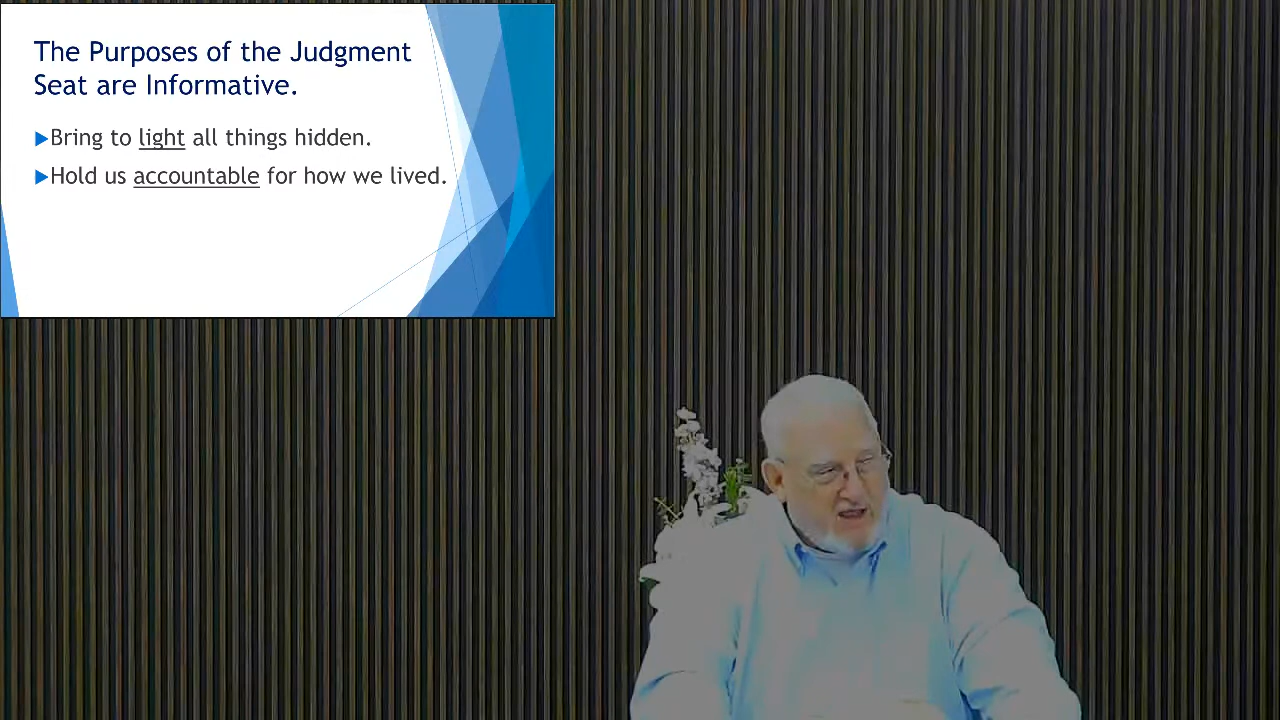 The Purposes of the Judgment
Seat are Informative.
▶Bring to light all things hidden.
▶Hold us accountable for how we lived.